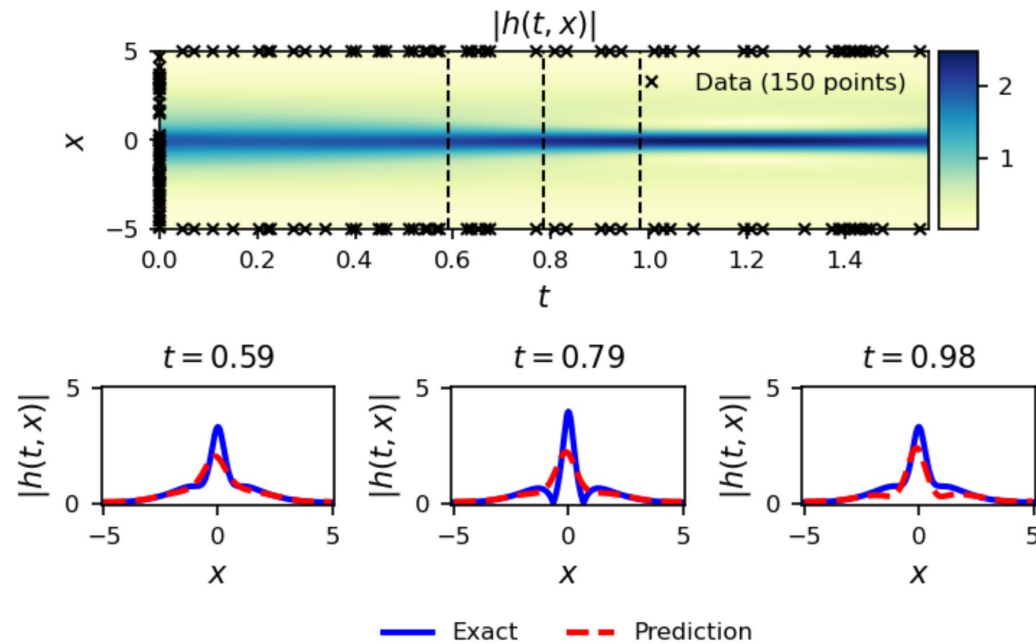 |h(t, x)|
5
0
−5
x
× Data (150 points)
2
1
0.0 0.2 0.4 0.6 0.8 1.0 1.2 1.4
t
t = 0.59 t = 0.79 t = 0.98
5 5 5
|h(t, x)| |h(t, x)| |h(t, x)|
0 0 0
−5 0 5 −5 0 5 −5 0 5
x x x
Exact Prediction